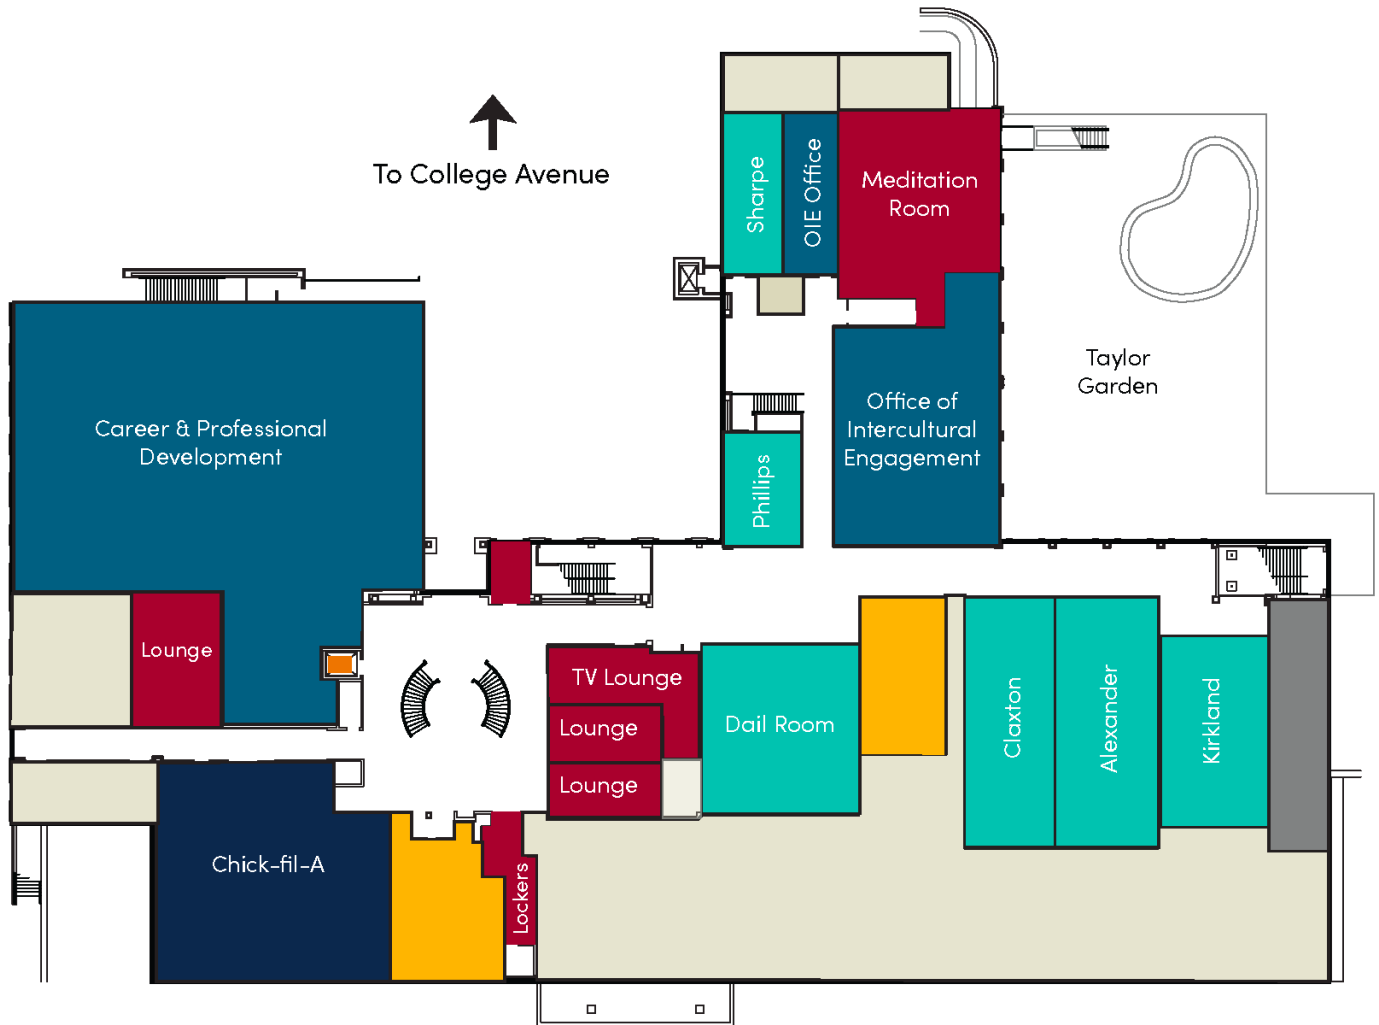 To College Avenue
Sharpe
OIE Office
Meditation
Room
Taylor
Garden
Career & Professional
Development
Office of
Intercultural
Engagement
Phillips
Lounge
TV Lounge
Lounge
Lounge
Dail Room
Claxton
Alexander
Kirkland
Chick-fil-A
Lockers